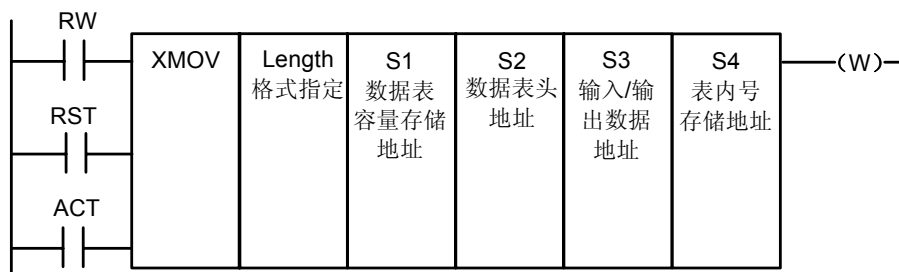 RW
RST
ACT
XMOV
Length
格式指定
S1
数据表
容量存储
地址
S2
数据表头
地址
S3
输入/输
出数据
地址
S4
表内号
存储地址
(W)